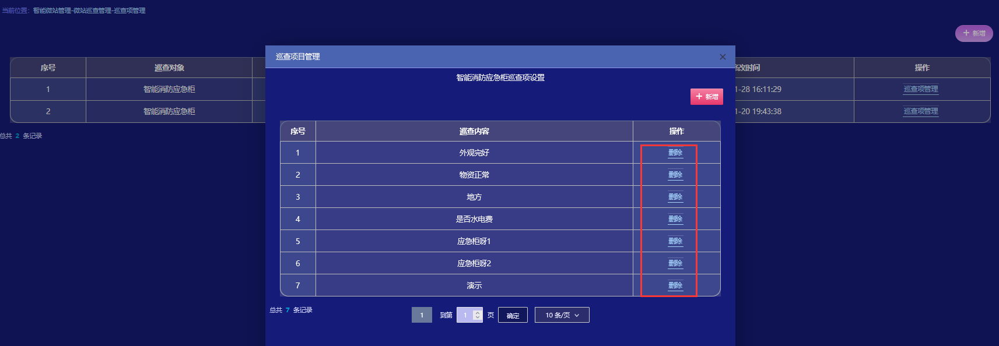 当前位置：智能微站管理-微站巡查管理-巡查项管理
+ 新增
巡查项目管理 ×
序号 巡查对象 修改时间 操作
智能消防应急柜巡查项设置
1 智能消防应急柜 1-28 16:11:29 巡查项管理
+ 新增
2 智能消防应急柜 1-20 19:43:38 巡查项管理
总共 2 条记录
序号 巡查内容 操作
1 外观完好 删除
2 物资正常 删除
3 地方 删除
4 是否水电费 删除
5 应急柜呀1 删除
6 应急柜呀2 删除
7 演示 删除
总共 7 条记录 1 到第 1 页 确定 10 条/页